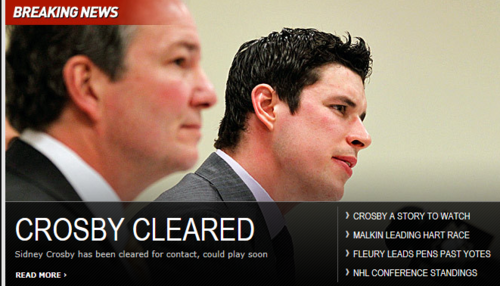 BREAKING NEWS
CROSBY CLEARED
Sidney Crosby has been cleared for contact, could play soon
READ MORE ›
› CROSBY A STORY TO WATCH
› MALKIN LEADING HART RACE
› FLEURY LEADS PENS PAST YOTES
› NHL CONFERENCE STANDINGS